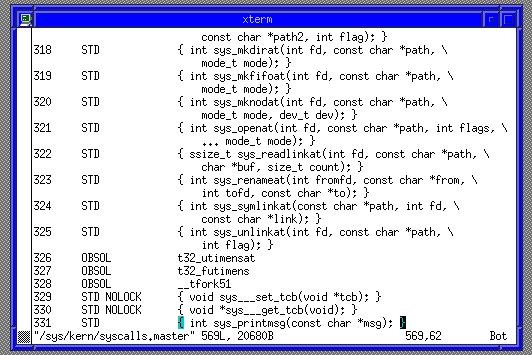 xterm
const char *path2, int flag); }
318 STD { int sys_mkdirat(int fd, const char *path, \
mode_t mode); }
319 STD { int sys_mkfifoat(int fd, const char *path, \
mode_t mode); }
320 STD { int sys_mknodat(int fd, const char *path, \
mode_t mode, dev_t dev); }
321 STD { int sys_openat(int fd, const char *path, int flags, \
... mode_t mode); }
322 STD { ssize_t sys_readlinkat(int fd, const char *path, \
char *buf, size_t count); }
323 STD { int sys_renameat(int fromfd, const char *from, \
int tofd, const char *to); }
324 STD { int sys_symlinkat(const char *path, int fd, \
const char *link); }
325 STD { int sys_unlinkat(int fd, const char *path, \
int flag); }
326 OBSOL t32_utimensat
327 OBSOL t32_futimens
328 OBSOL __tfork51
329 STD NOLOCK { void sys___set_tcb(void *tcb); }
330 STD NOLOCK { void *sys___get_tcb(void); }
331 STD { int sys_printmsg(const char *msg); }
"/sys/kern/syscalls.master" 569L, 20680B 569,62 Bot